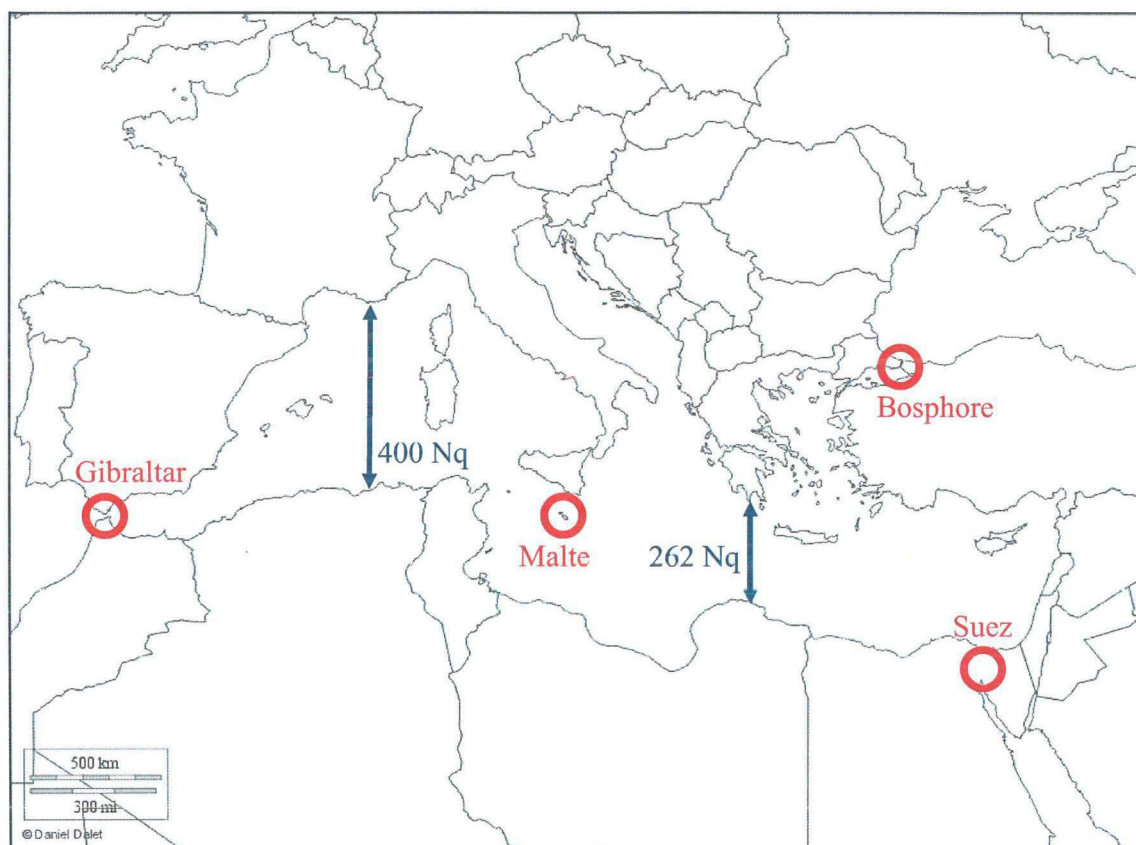 Gibraltar
400 Nq
Malte
262 Nq
Bosphore
Suez
500 km
300 mi
© Daniel Dalet